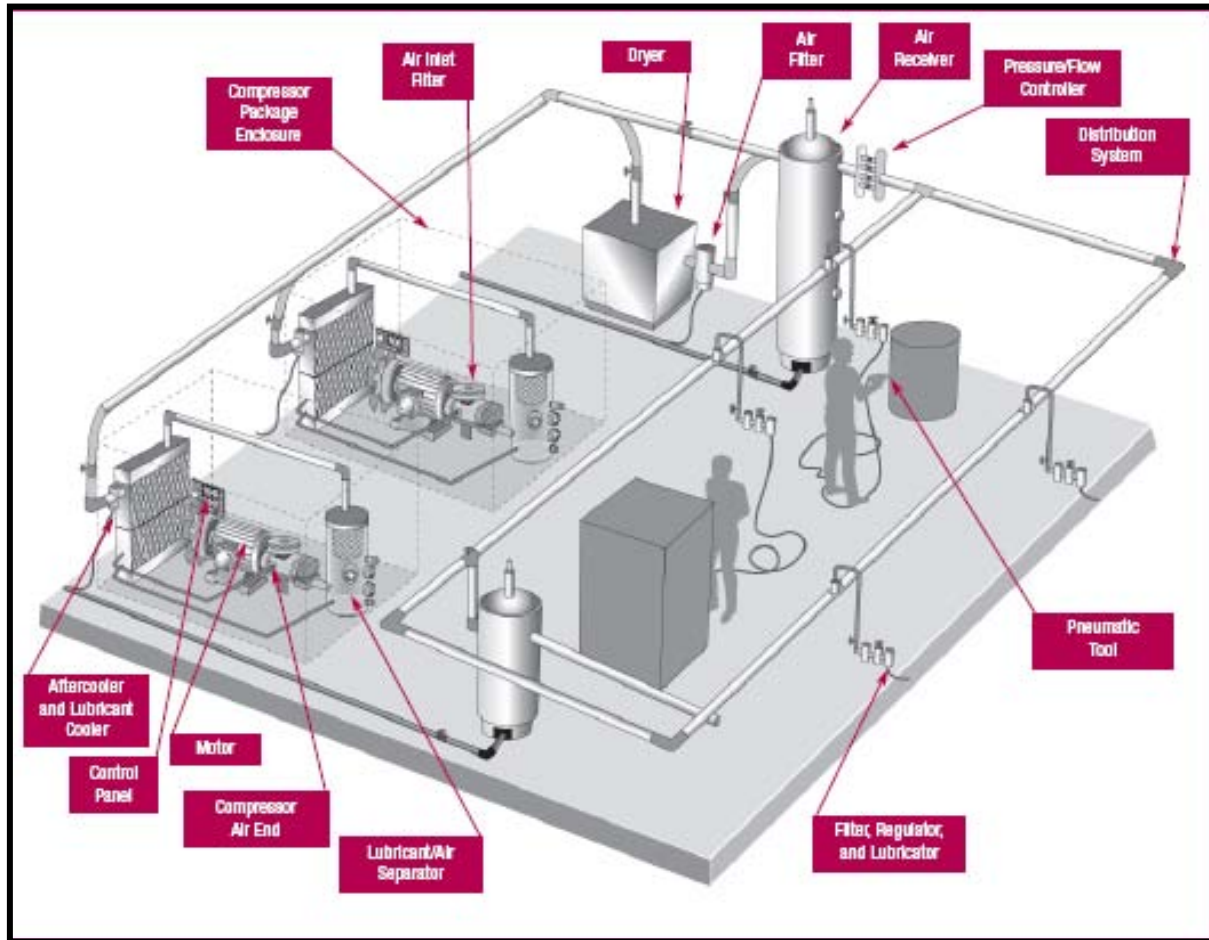 Air Inlet
Filter
Dryer
Air
Filter
Air
Receiver
Pressure/Flow
Controller
Compressor
Package
Enclosure
Distribution
System
Pneumatic
Tool
Aftercooler
and Lubricant
Cooler
Motor
Control
Panel
Compressor
Air End
Lubricant/Air
Separator
Filter, Regulator,
and Lubricator